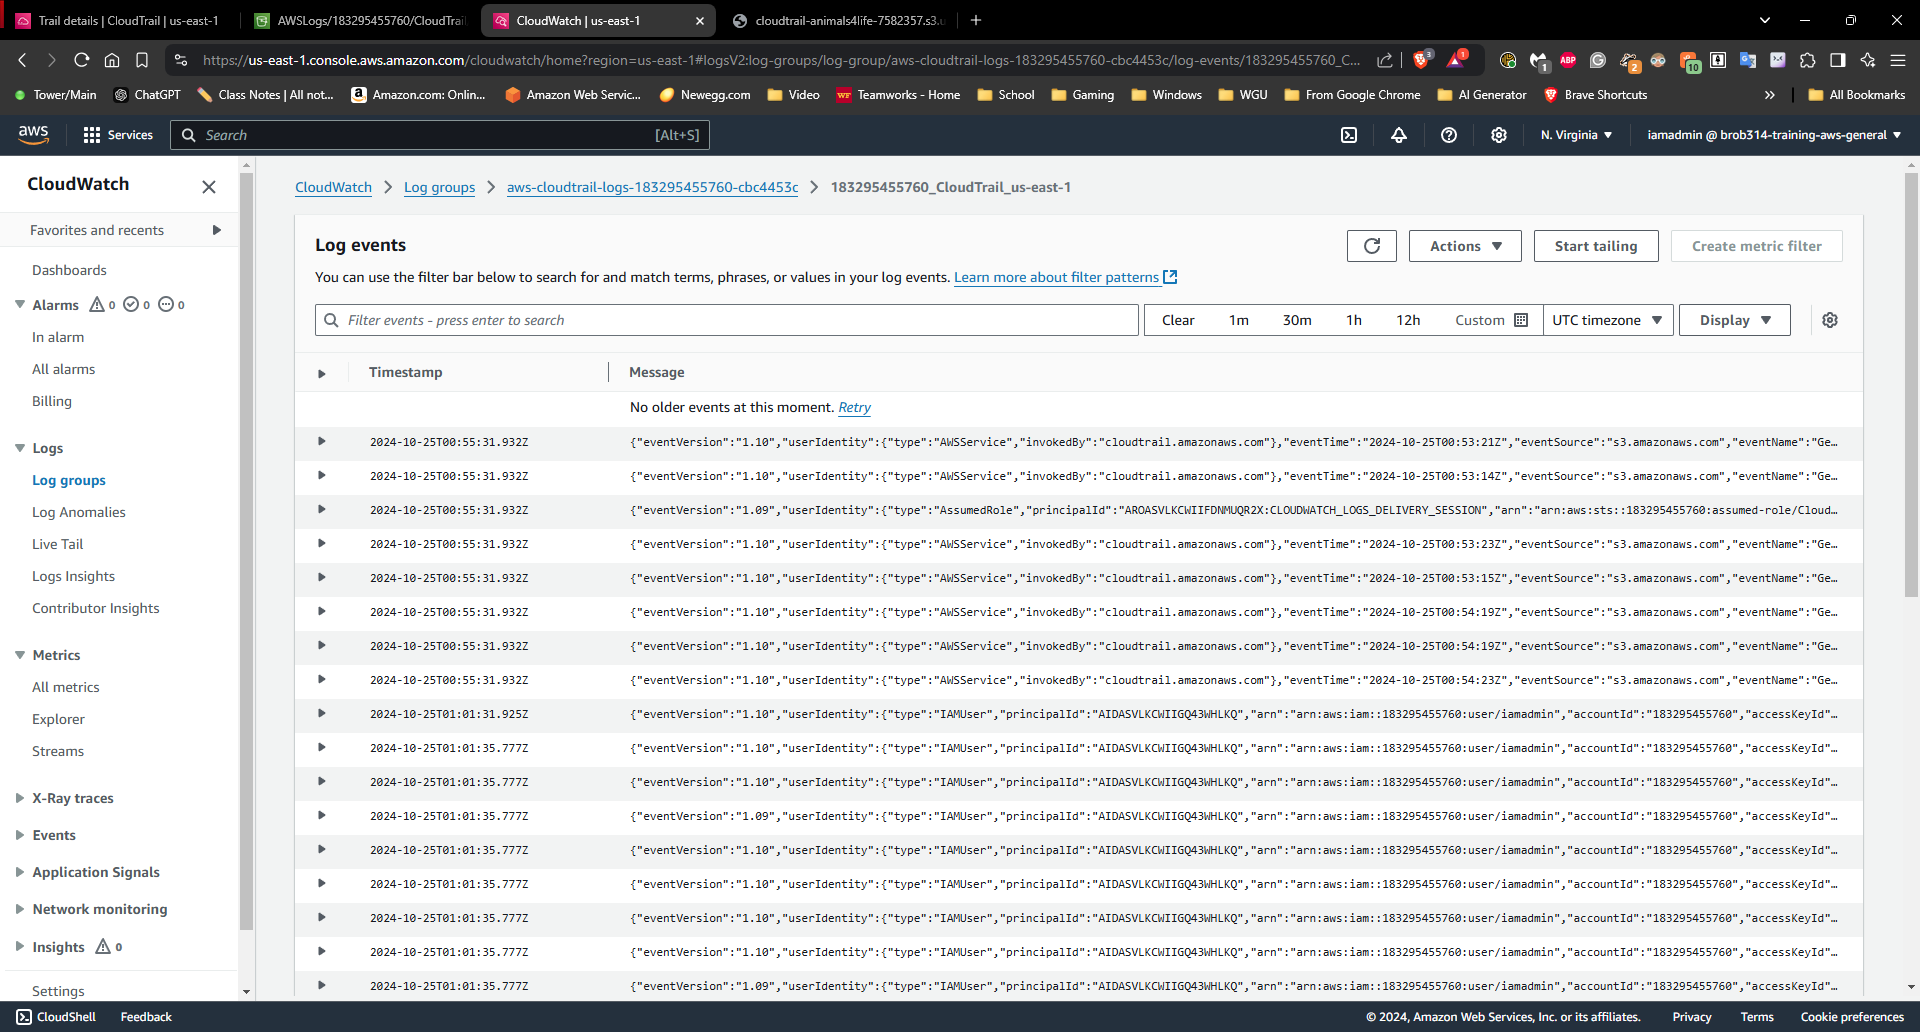 Trail details | CloudTrail | us-east-1
AWSLogs/183295455760/CloudTrail
CloudWatch | us-east-1
cloudtrail-animals4life-7582357.s3.u
https://us-east-1.console.aws.amazon.com/cloudwatch/home?region=us-east-1#logsV2:log-groups/log-group/aws-cloudtrail-logs-183295455760-cbc4453c/log-events/183295455760_C...
3
1
1
ABP
2
10
Tower/Main
ChatGPT
Class Notes | All not...
Amazon.com: Onlin...
Amazon Web Servic...
Newegg.com
Video
WF
Teamworks - Home
School
Gaming
Windows
WGU
From Google Chrome
AI Generator
Brave Shortcuts
All Bookmarks
aws
Services
Search
[Alt+S]
N. Virginia
iamadmin @ brob314-training-aws-general
CloudWatch
Favorites and recents
Dashboards
Alarms 0 0 0
In alarm
All alarms
Billing
Logs
Log groups
Log Anomalies
Live Tail
Logs Insights
Contributor Insights
Metrics
All metrics
Explorer
Streams
X-Ray traces
Events
Application Signals
Network monitoring
Insights 0
Settings
CloudWatch
Log groups
aws-cloudtrail-logs-183295455760-cbc4453c
183295455760_CloudTrail_us-east-1
Log events
Actions
Start tailing
Create metric filter
You can use the filter bar below to search for and match terms, phrases, or values in your log events. Learn more about filter patterns
Filter events - press enter to search
Clear
1m
30m
1h
12h
Custom
UTC timezone
Display
Timestamp
Message
No older events at this moment. Retry
2024-10-25T00:55:31.932Z {"eventVersion":"1.10","userIdentity":{"type":"AWSService","invokedBy":"cloudtrail.amazonaws.com"},"eventTime":"2024-10-25T00:53:21Z","eventSource":"s3.amazonaws.com","eventName":"Ge…
2024-10-25T00:55:31.932Z {"eventVersion":"1.10","userIdentity":{"type":"AWSService","invokedBy":"cloudtrail.amazonaws.com"},"eventTime":"2024-10-25T00:53:14Z","eventSource":"s3.amazonaws.com","eventName":"Ge…
2024-10-25T00:55:31.932Z {"eventVersion":"1.09","userIdentity":{"type":"AssumedRole","principalId":"AROASVLKCWIIFDNMUQR2X:CLOUDWATCH_LOGS_DELIVERY_SESSION","arn":"arn:aws:sts::183295455760:assumed-role/Cloud…
2024-10-25T00:55:31.932Z {"eventVersion":"1.10","userIdentity":{"type":"AWSService","invokedBy":"cloudtrail.amazonaws.com"},"eventTime":"2024-10-25T00:53:23Z","eventSource":"s3.amazonaws.com","eventName":"Ge…
2024-10-25T00:55:31.932Z {"eventVersion":"1.10","userIdentity":{"type":"AWSService","invokedBy":"cloudtrail.amazonaws.com"},"eventTime":"2024-10-25T00:53:15Z","eventSource":"s3.amazonaws.com","eventName":"Ge…
2024-10-25T00:55:31.932Z {"eventVersion":"1.10","userIdentity":{"type":"AWSService","invokedBy":"cloudtrail.amazonaws.com"},"eventTime":"2024-10-25T00:54:19Z","eventSource":"s3.amazonaws.com","eventName":"Ge…
2024-10-25T00:55:31.932Z {"eventVersion":"1.10","userIdentity":{"type":"AWSService","invokedBy":"cloudtrail.amazonaws.com"},"eventTime":"2024-10-25T00:54:19Z","eventSource":"s3.amazonaws.com","eventName":"Ge…
2024-10-25T00:55:31.932Z {"eventVersion":"1.10","userIdentity":{"type":"AWSService","invokedBy":"cloudtrail.amazonaws.com"},"eventTime":"2024-10-25T00:54:23Z","eventSource":"s3.amazonaws.com","eventName":"Ge…
2024-10-25T01:01:31.925Z {"eventVersion":"1.10","userIdentity":{"type":"IAMUser","principalId":"AIDASVLKCWIIGQ43WHLKQ","arn":"arn:aws:iam::183295455760:user/iamadmin","accountId":"183295455760","accessKeyId"…
2024-10-25T01:01:35.777Z {"eventVersion":"1.10","userIdentity":{"type":"IAMUser","principalId":"AIDASVLKCWIIGQ43WHLKQ","arn":"arn:aws:iam::183295455760:user/iamadmin","accountId":"183295455760","accessKeyId"…
2024-10-25T01:01:35.777Z {"eventVersion":"1.10","userIdentity":{"type":"IAMUser","principalId":"AIDASVLKCWIIGQ43WHLKQ","arn":"arn:aws:iam::183295455760:user/iamadmin","accountId":"183295455760","accessKeyId"…
2024-10-25T01:01:35.777Z {"eventVersion":"1.09","userIdentity":{"type":"IAMUser","principalId":"AIDASVLKCWIIGQ43WHLKQ","arn":"arn:aws:iam::183295455760:user/iamadmin","accountId":"183295455760","accessKeyId"…
2024-10-25T01:01:35.777Z {"eventVersion":"1.10","userIdentity":{"type":"IAMUser","principalId":"AIDASVLKCWIIGQ43WHLKQ","arn":"arn:aws:iam::183295455760:user/iamadmin","accountId":"183295455760","accessKeyId"…
2024-10-25T01:01:35.777Z {"eventVersion":"1.10","userIdentity":{"type":"IAMUser","principalId":"AIDASVLKCWIIGQ43WHLKQ","arn":"arn:aws:iam::183295455760:user/iamadmin","accountId":"183295455760","accessKeyId"…
2024-10-25T01:01:35.777Z {"eventVersion":"1.10","userIdentity":{"type":"IAMUser","principalId":"AIDASVLKCWIIGQ43WHLKQ","arn":"arn:aws:iam::183295455760:user/iamadmin","accountId":"183295455760","accessKeyId"…
2024-10-25T01:01:35.777Z {"eventVersion":"1.10","userIdentity":{"type":"IAMUser","principalId":"AIDASVLKCWIIGQ43WHLKQ","arn":"arn:aws:iam::183295455760:user/iamadmin","accountId":"183295455760","accessKeyId"…
2024-10-25T01:01:35.777Z {"eventVersion":"1.09","userIdentity":{"type":"IAMUser","principalId":"AIDASVLKCWIIGQ43WHLKQ","arn":"arn:aws:iam::183295455760:user/iamadmin","accountId":"183295455760","accessKeyId"…
CloudShell
Feedback
© 2024, Amazon Web Services, Inc. or its affiliates.
Privacy
Terms
Cookie preferences